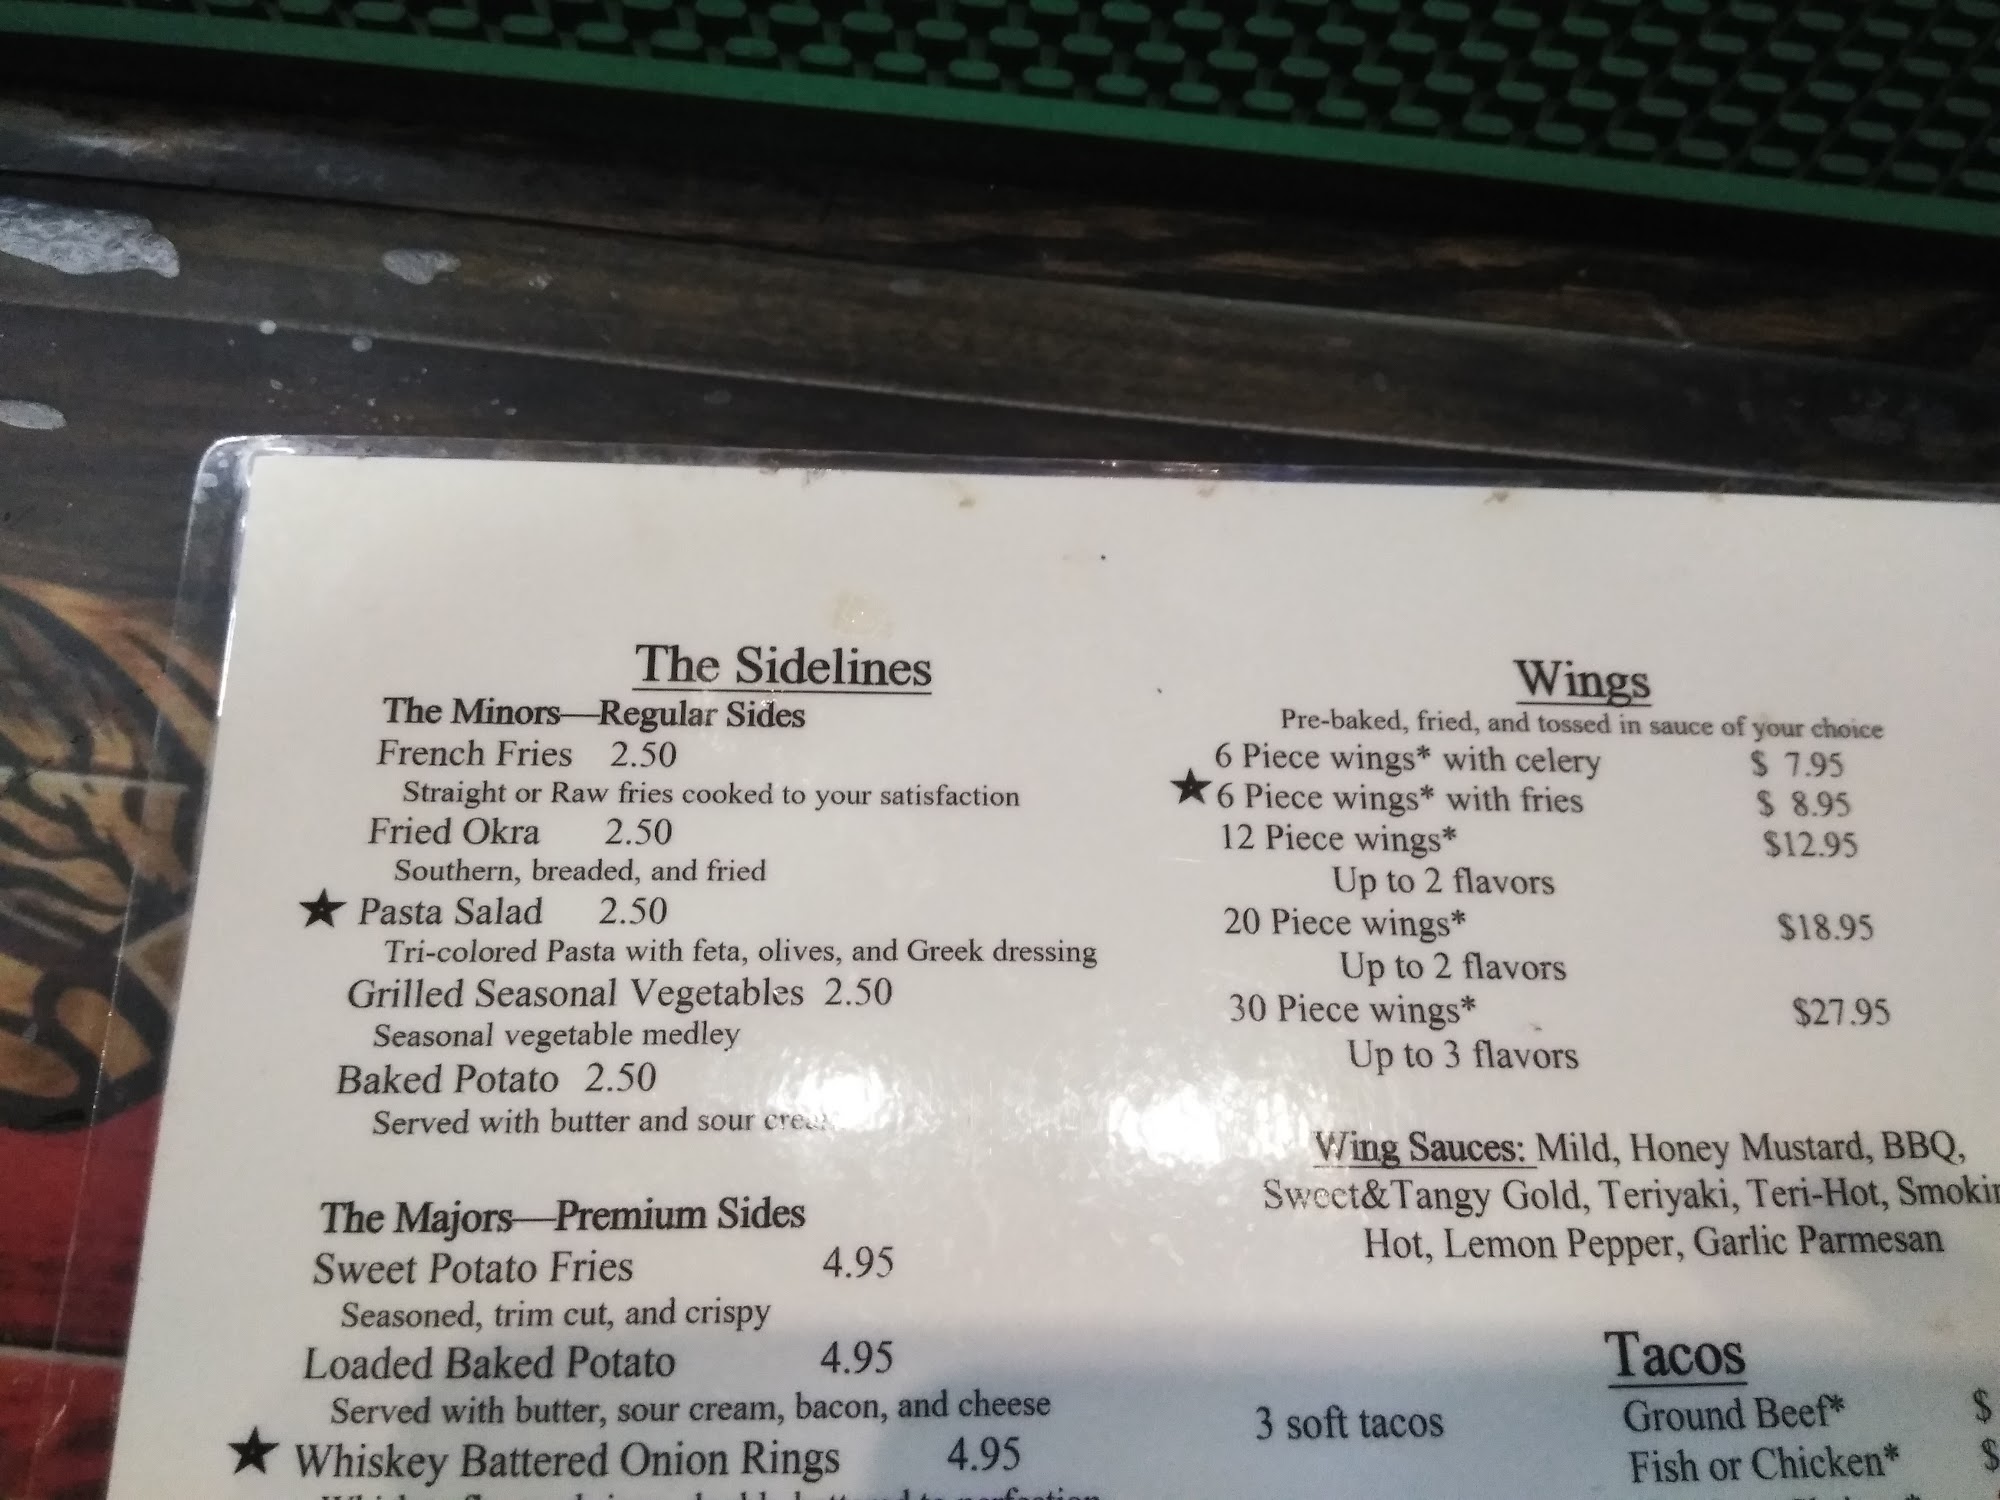 The Sidelines
The Minors—Regular Sides
French Fries 2.50
Straight or Raw fries cooked to your satisfaction
Fried Okra 2.50
Southern, breaded, and fried
★ Pasta Salad 2.50
Tri-colored Pasta with feta, olives, and Greek dressing
Grilled Seasonal Vegetables 2.50
Seasonal vegetable medley
Baked Potato 2.50
Served with butter and sour
The Majors—Premium Sides
Sweet Potato Fries 4.95
Seasoned, trim cut, and crispy
Loaded Baked Potato 4.95
Served with butter, sour cream, bacon, and cheese
★ Whiskey Battered Onion Rings 4.95
Wings
Pre-baked, fried, and tossed in sauce of your choice
6 Piece wings* with celery $ 7.95
★ 6 Piece wings* with fries $ 8.95
12 Piece wings* $12.95
Up to 2 flavors
20 Piece wings* $18.95
Up to 2 flavors
30 Piece wings* $27.95
Up to 3 flavors
Wing Sauces: Mild, Honey Mustard, BBQ,
Sweet&Tangy Gold, Teriyaki, Teri-Hot,
Hot, Lemon Pepper, Garlic Parmesan
Tacos
3 soft tacos Ground Beef* $
Fish or Chicken* $